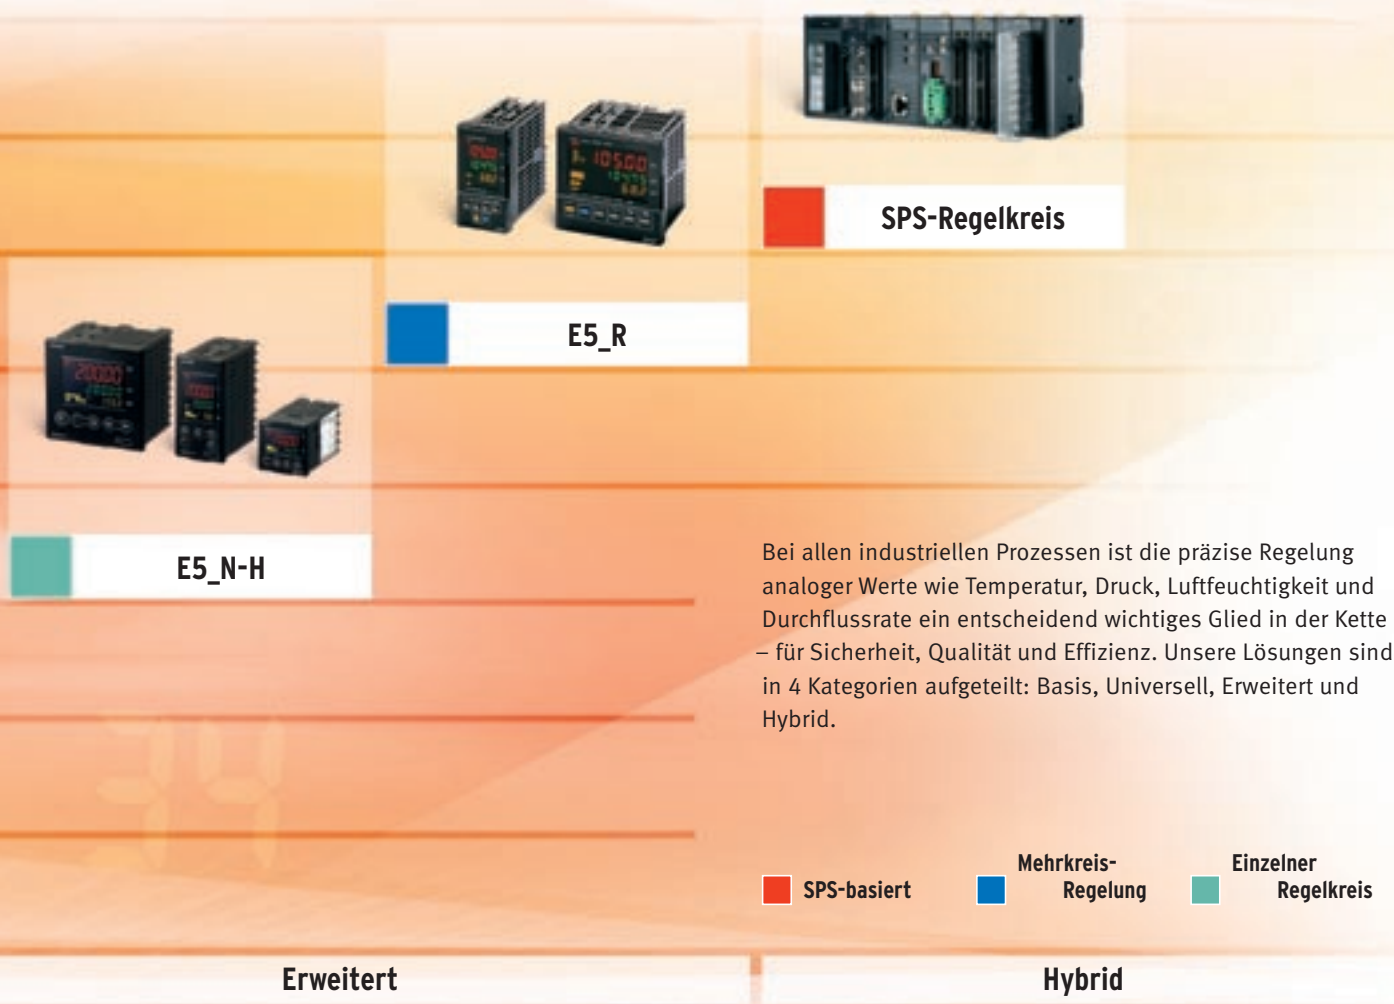 SPS-Regelkreis
E5_R
E5_N-H
Bei allen industriellen Prozessen ist die präzise Regelung
analoger Werte wie Temperatur, Druck, Luftfeuchtigkeit und
Durchflussrate ein entscheidend wichtiges Glied in der Kette
– für Sicherheit, Qualität und Effizienz. Unsere Lösungen sind
in 4 Kategorien aufgeteilt: Basis, Universell, Erweitert und
Hybrid.
SPS-basiert
Mehrkreis-
Regelung
Einzelner
Regelkreis
Erweitert
Hybrid